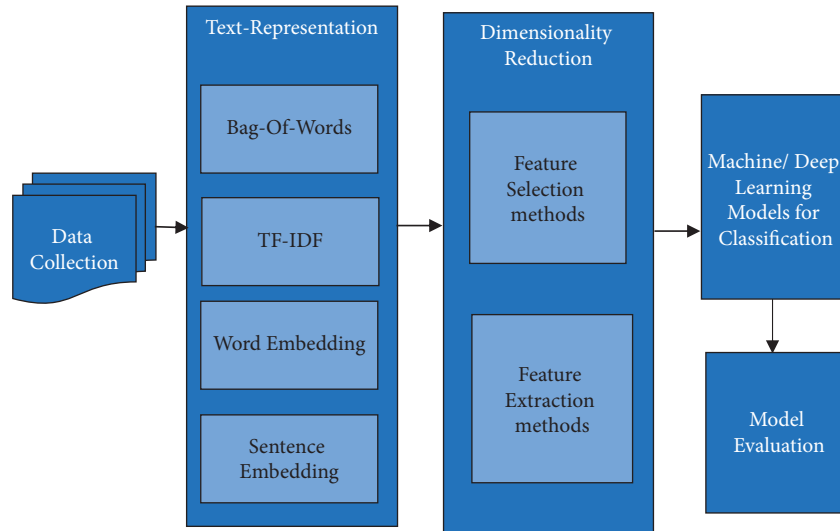 Data
Collection
Text-Representation
Bag-Of-Words
TF-IDF
Word Embedding
Sentence
Embedding
Dimensionality
Reduction
Feature
Selection
methods
Feature
Extraction
methods
Machine/ Deep
Learning
Models for
Classification
Model
Evaluation